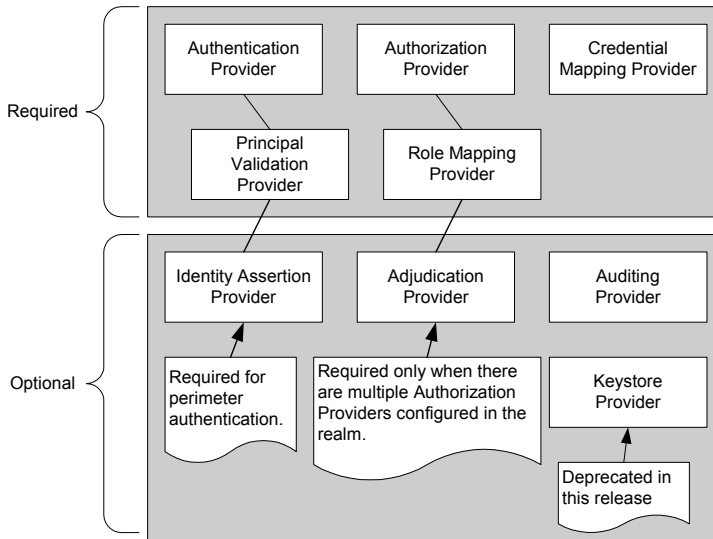 Required
Authentication
Provider
Authorization
Provider
Credential
Mapping Provider
Principal
Validation
Provider
Role Mapping
Provider
Optional
Identity Assertion
Provider
Adjudication
Provider
Auditing
Provider
Required for
perimeter
authentication.
Required only when there
are multiple Authorization
Providers configured in the
realm.
Keystore
Provider
Deprecated in
this release